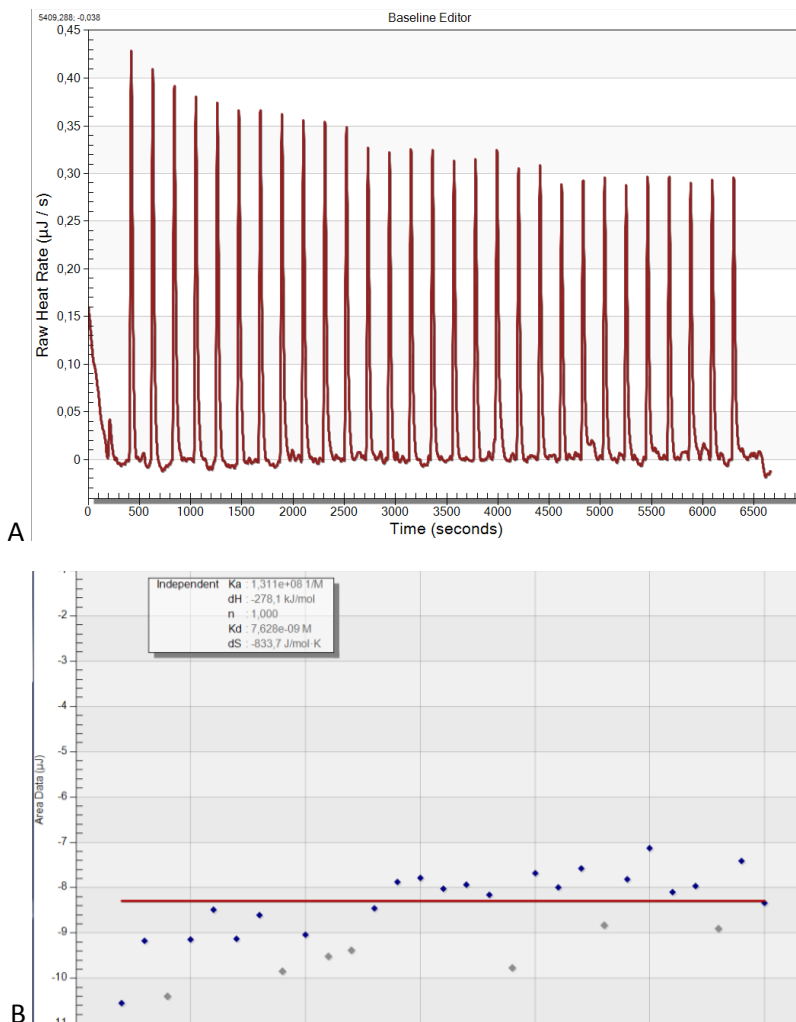 5409,288; -0,038
Baseline Editor
0,45
0,40
0,35
0,30
0,25
0,20
0,15
0,10
0,05
0
Raw Heat Rate (µJ / s)
0 500 1000 1500 2000 2500 3000 3500 4000 4500 5000 5500 6000 6500
Time (seconds)
A
Independent Ka : 1,311e+08 1/M
dH : -278,1 kJ/mol
n : 1,000
Kd : 7,628e-09 M
dS : -833,7 J/mol·K
-2
-3
-4
-5
-6
-7
-8
-9
-10
Area Data (µJ)
B